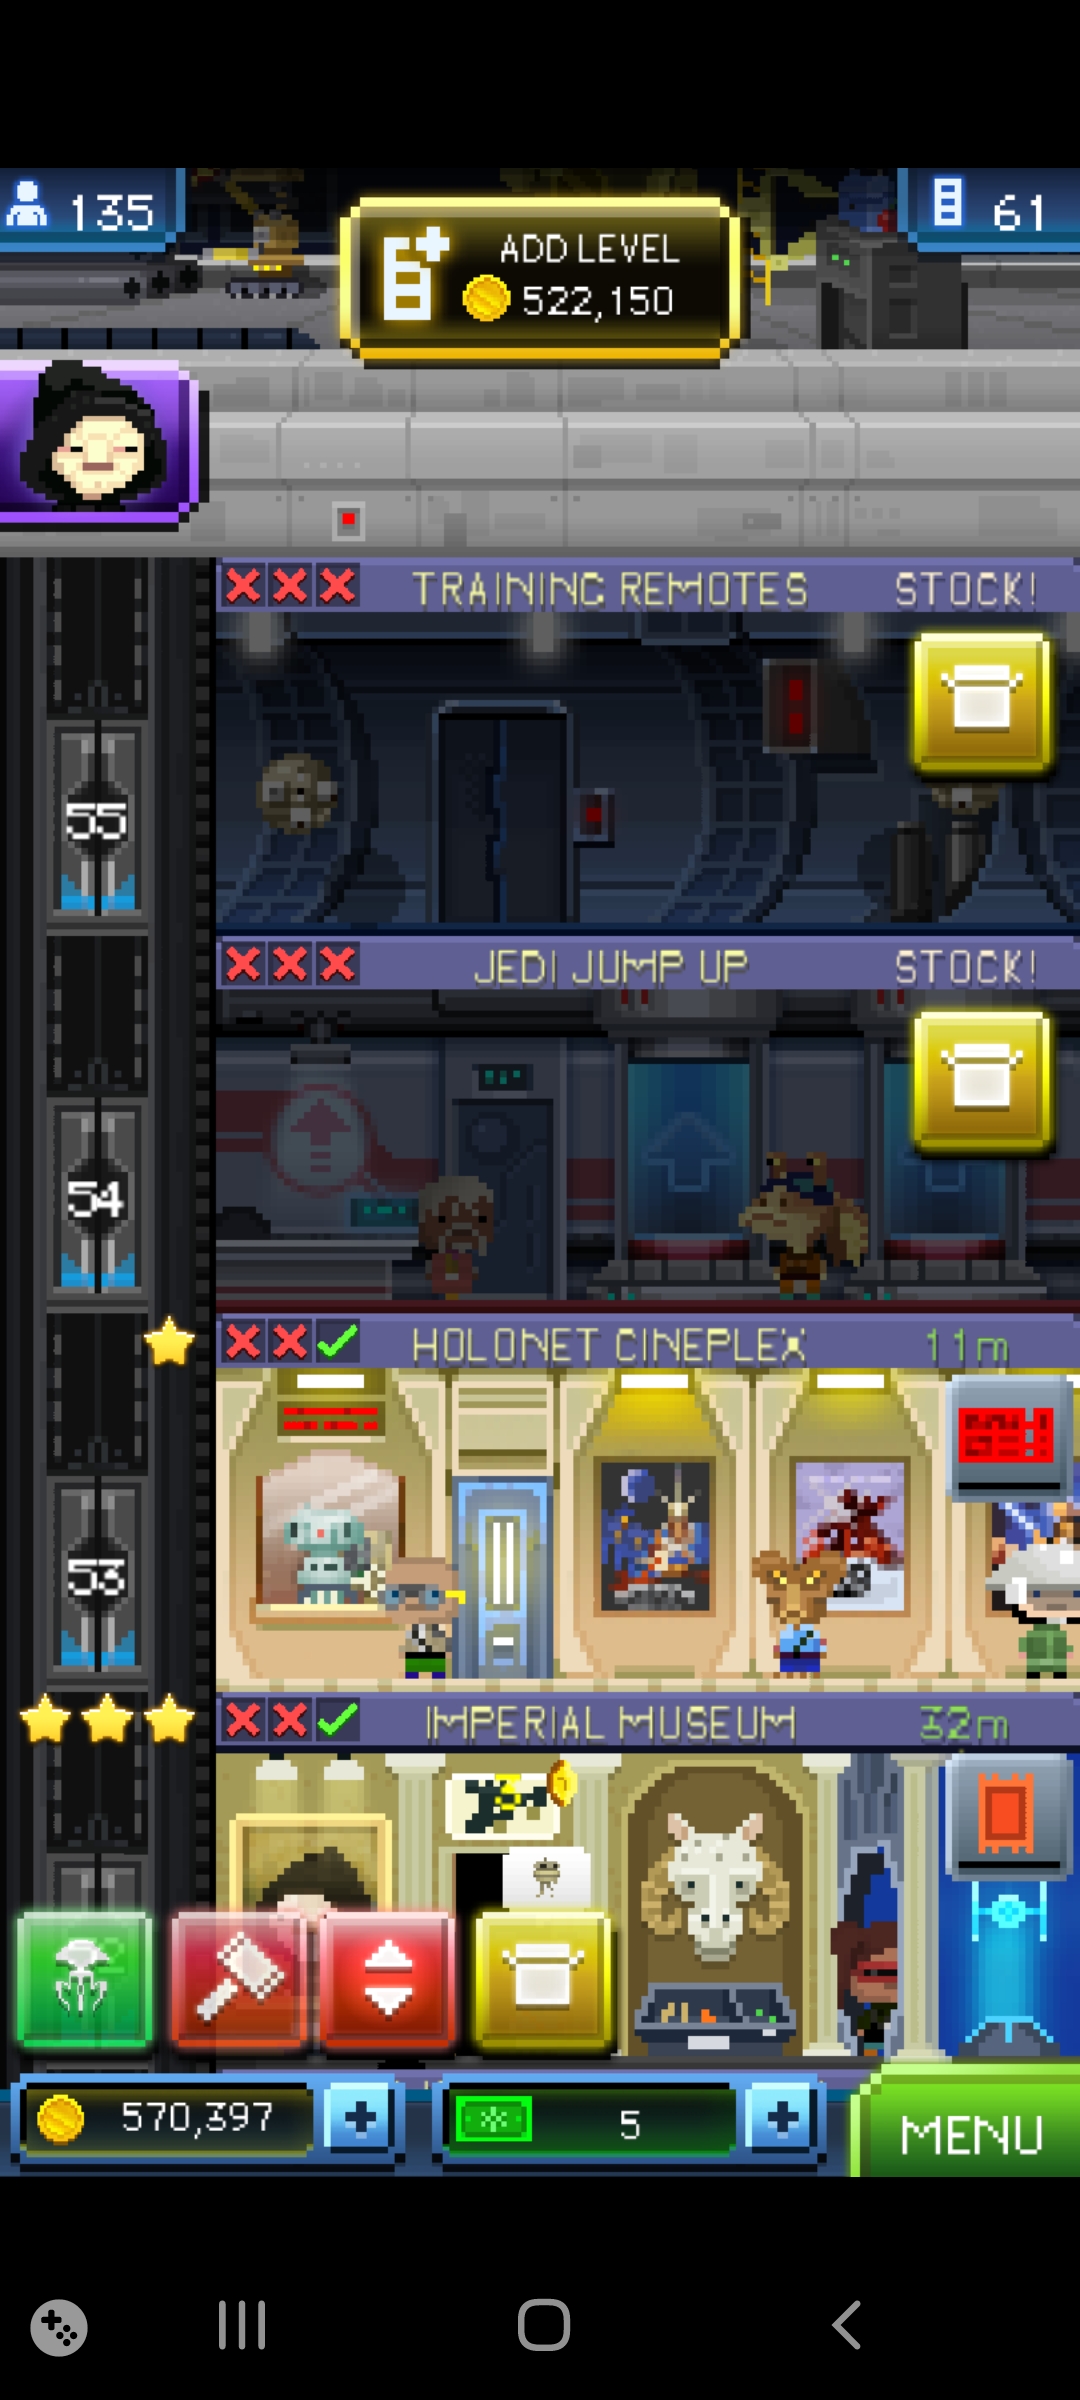 135
ADD LEVEL
522,150
61
TRAINING REMOTES
STOCK!
55
JEDI JUMP UP
STOCK!
54
HOLONET CINEPLEX
11m
53
IMPERIAL MUSEUM
32m
570,397
5
MENU